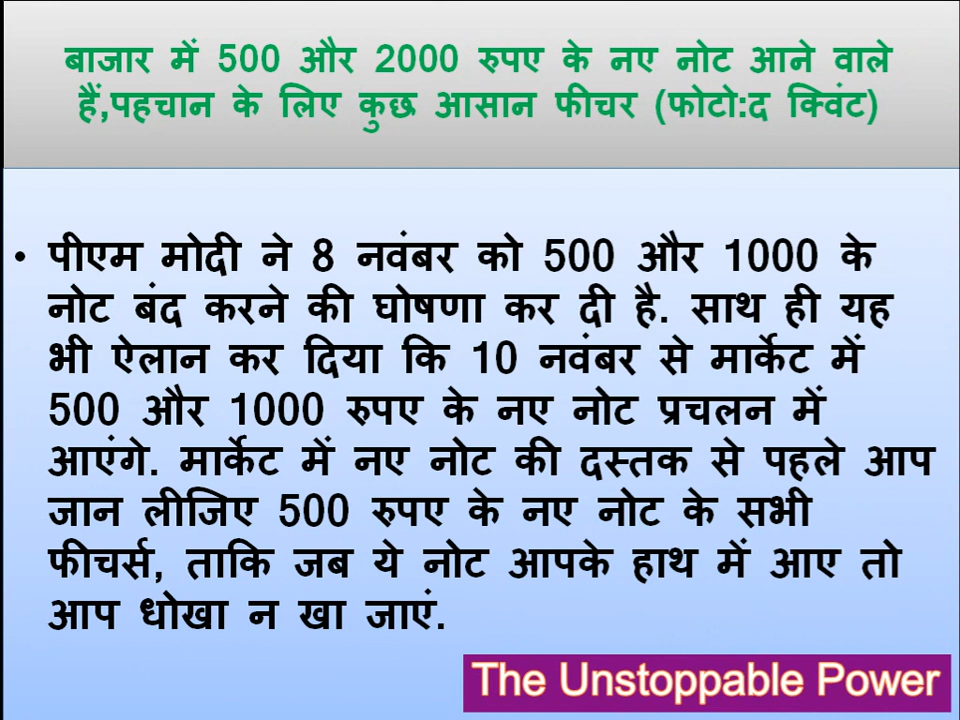 बाजार में 500 और 2000 रुपए के नए नोट आने वाले
हैं,पहचान के लिए कुछ आसान फीचर (फोटो:द क्विंट)
• पीएम मोदी ने 8 नवंबर को 500 और 1000 के
नोट बंद करने की घोषणा कर दी है. साथ ही यह
भी ऐलान कर दिया कि 10 नवंबर से मार्केट में
500 और 1000 रुपए के नए नोट प्रचलन में
आएंगे. मार्केट में नए नोट की दस्तक से पहले आप
जान लीजिए 500 रुपए के नए नोट के सभी
फीचर्स, ताकि जब ये नोट आपके हाथ में आए तो
आप धोखा न खा जाएं.
The Unstoppable Power